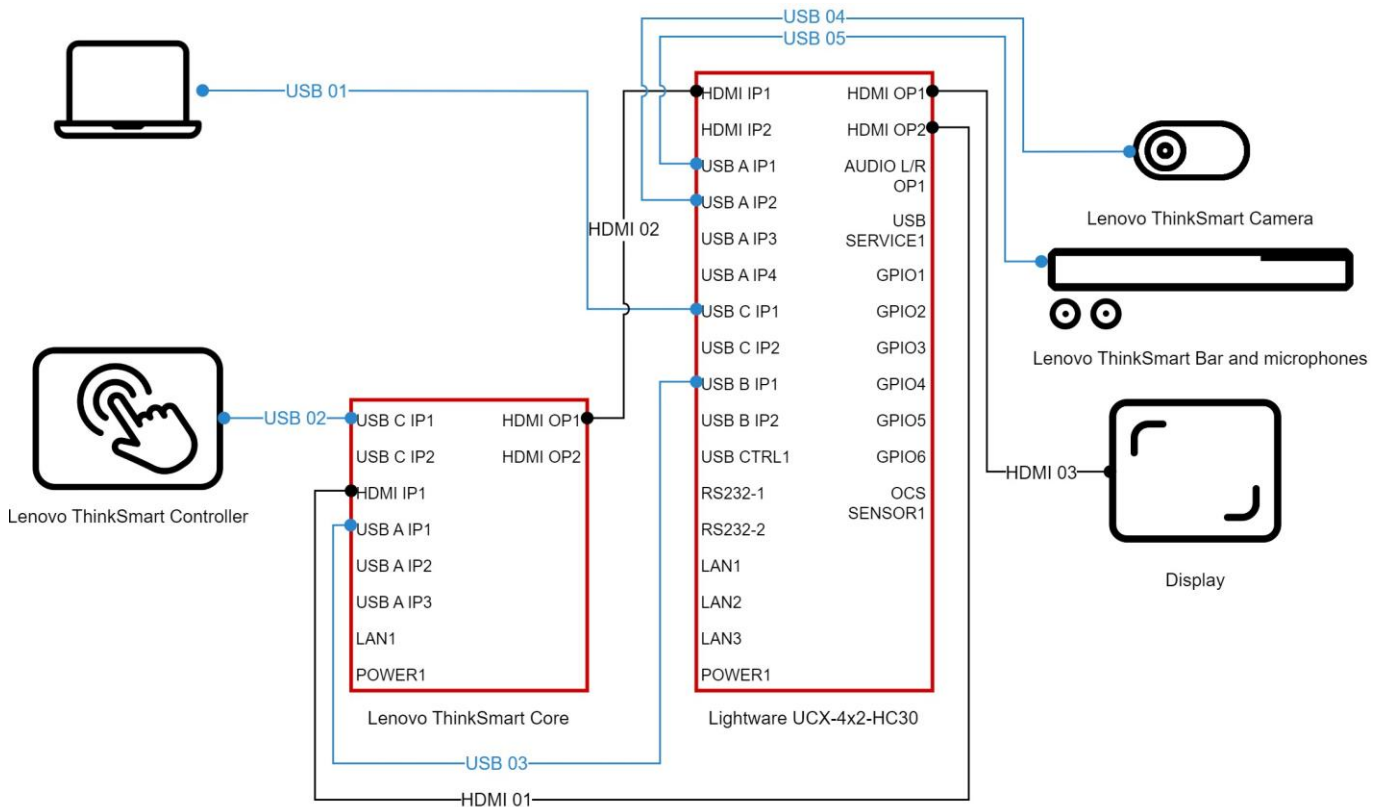 USB 04
USB 05
USB 01
HDMI IP1
HDMI OP1
HDMI IP2
HDMI OP2
USB A IP1
AUDIO L/R
OP1
USB A IP2
USB
SERVICE1
USB A IP3
USB A IP4
GPIO1
USB C IP1
GPIO2
USB C IP2
GPIO3
USB B IP1
GPIO4
USB B IP2
GPIO5
USB CTRL1
GPIO6
RS232-1
OCS
SENSOR1
RS232-2
LAN1
LAN2
LAN3
POWER1
Lightware UCX-4x2-HC30
Lenovo ThinkSmart Camera
Lenovo ThinkSmart Bar and microphones
HDMI 02
HDMI 03
Display
USB 02
Lenovo ThinkSmart Controller
USB C IP1
HDMI OP1
USB C IP2
HDMI OP2
HDMI IP1
USB A IP1
USB A IP2
USB A IP3
LAN1
POWER1
Lenovo ThinkSmart Core
USB 03
HDMI 01